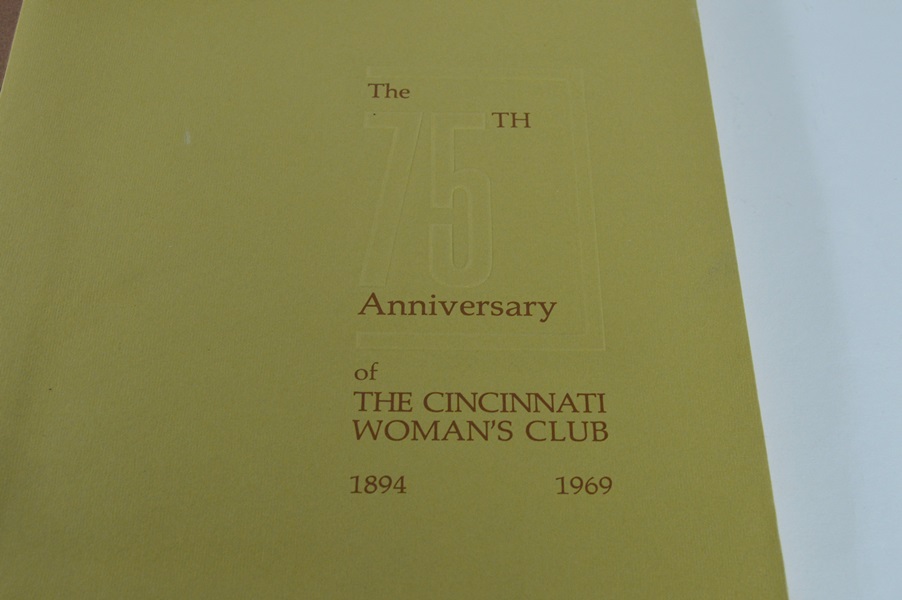 The
75 TH
Anniversary
of
THE CINCINNATI
WOMAN'S CLUB
1894 1969